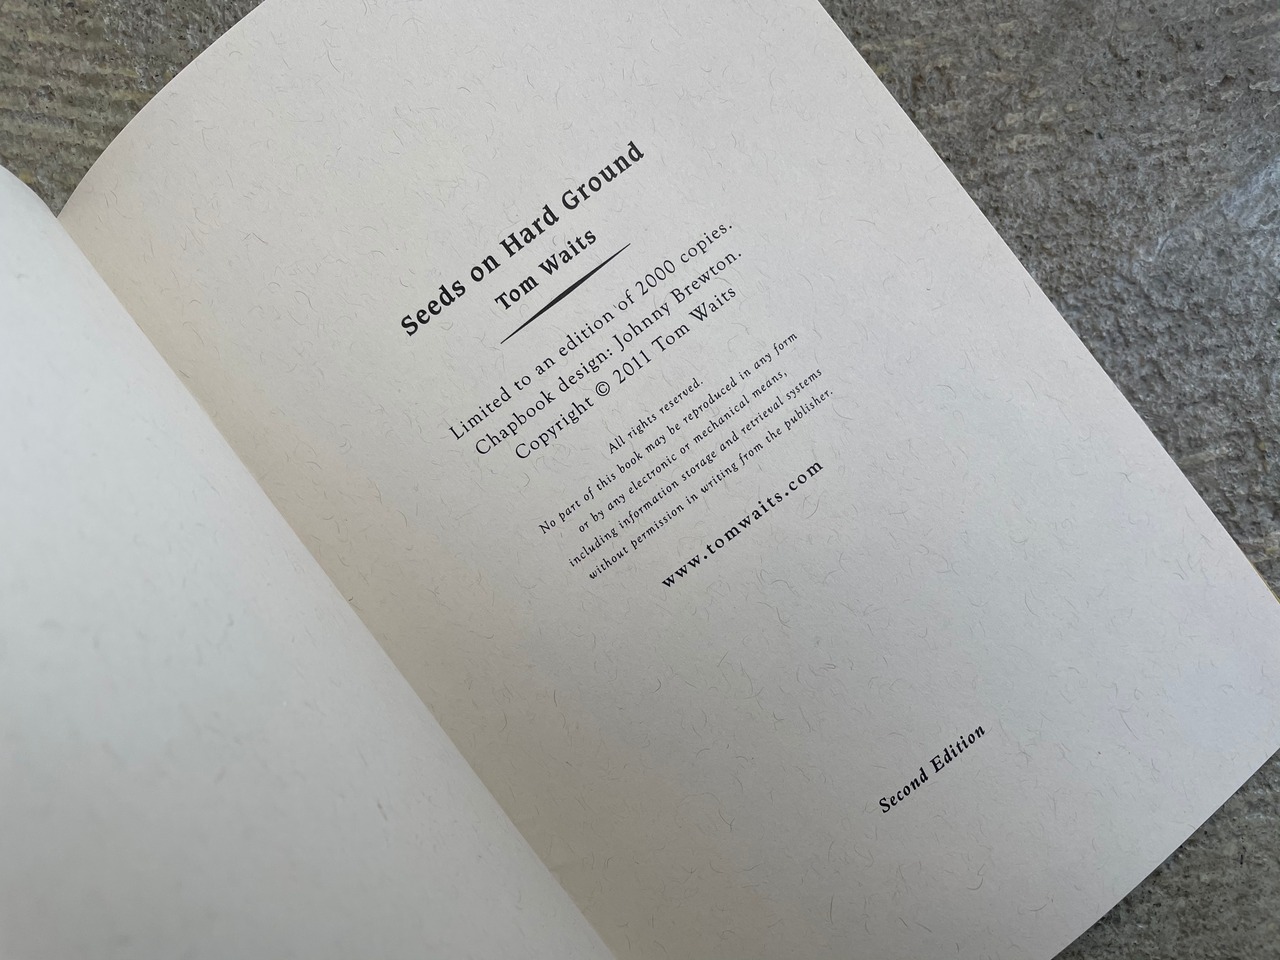 Seeds on Hard Ground
Tom Waits
Limited to an edition of 2000 copies.
Chapbook design: Johnny Brewton.
Copyright © 2011 Tom Waits
All rights reserved.
No part of this book may be reproduced in any form
or by any electronic or mechanical means,
including information storage and retrieval systems
without permission in writing from the publisher.
www.tomwaits.com
Second Edition